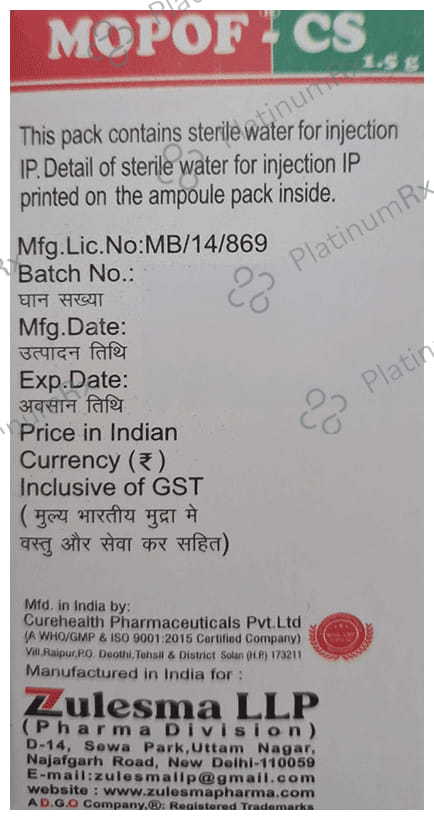 MOPOF - CS
1.5 g
This pack contains sterile water for injection
IP. Detail of sterile water for injection IP
printed on the ampoule pack inside.
Mfg.Lic.No:MB/14/869
Batch No.:
घान सख्या
Mfg.Date:
उत्पादन तिथि
Exp.Date:
अवसान तिथि
Price in Indian
Currency (₹)
Inclusive of GST
( मुल्य भारतीय मुद्रा मे
वस्तु और सेवा कर सहित)
Mfd. in India by:
Curehealth Pharmaceuticals Pvt.Ltd
(A WHO/GMP & ISO 9001:2015 Certified Company)
Vill.Raipur,P.O. Deothi,Tehsil & District Solan (H.P.) 173211
Manufactured in India for :
Zulesma LLP
(Pharma Division)
D-14, Sewa Park,Uttam Nagar,
Najafgarh Road, New Delhi-110059
E-mail:zulesmallp@gmail.com
website : www.zulesmapharma.com
A D.G.O Company,®: Registered Trademarks
PlatinumRx
PlatinumRx